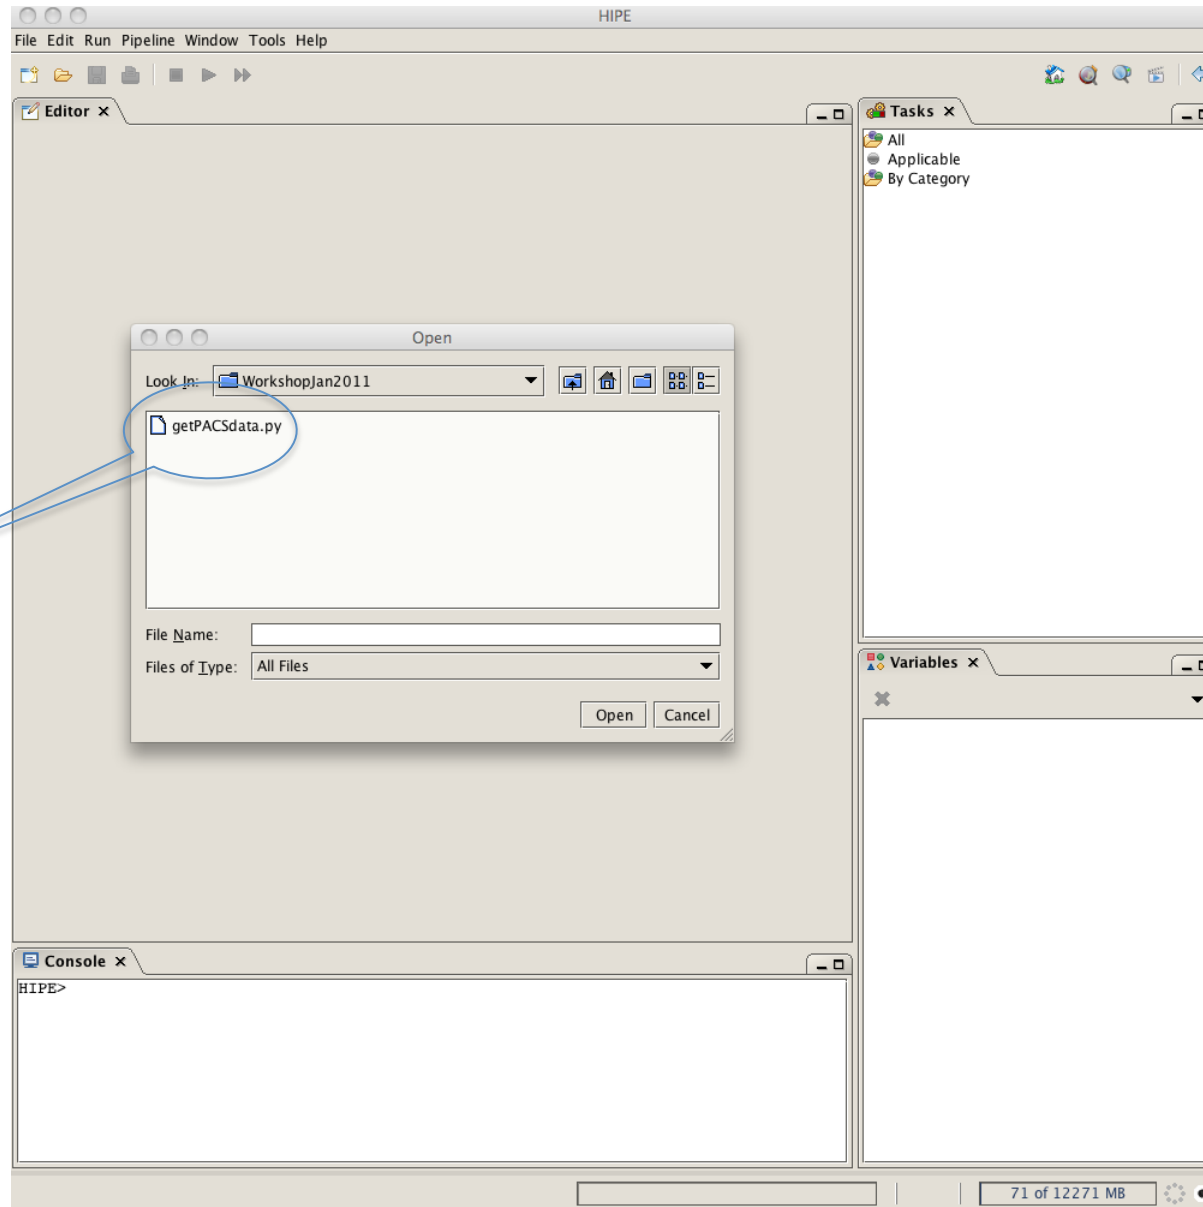 HIPE
File Edit Run Pipeline Window Tools Help
Editor
Tasks
All
Applicable
By Category
Open
Look In: WorkshopJan2011
getPACSdata.py
File Name:
Files of Type: All Files
Open Cancel
Variables
Console
HIPE>
71 of 12271 MB